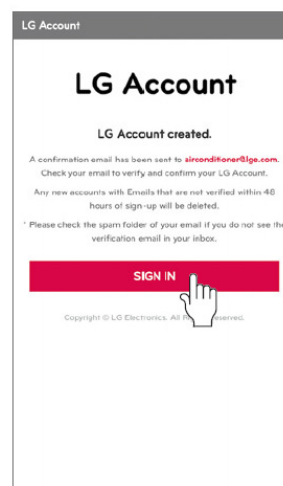 LG Account
LG Account
LG Account created.
A confirmation email has been sent to airconditioner@lge.com.
Check your email to verify and confirm your LG Account.
Any new accounts with Emails that are not verified within 48
hours of sign-up will be deleted.
* Please check the spam folder of your email if you do not see the
verification email in your inbox.
SIGN IN
Copyright © LG Electronics. All reserved.